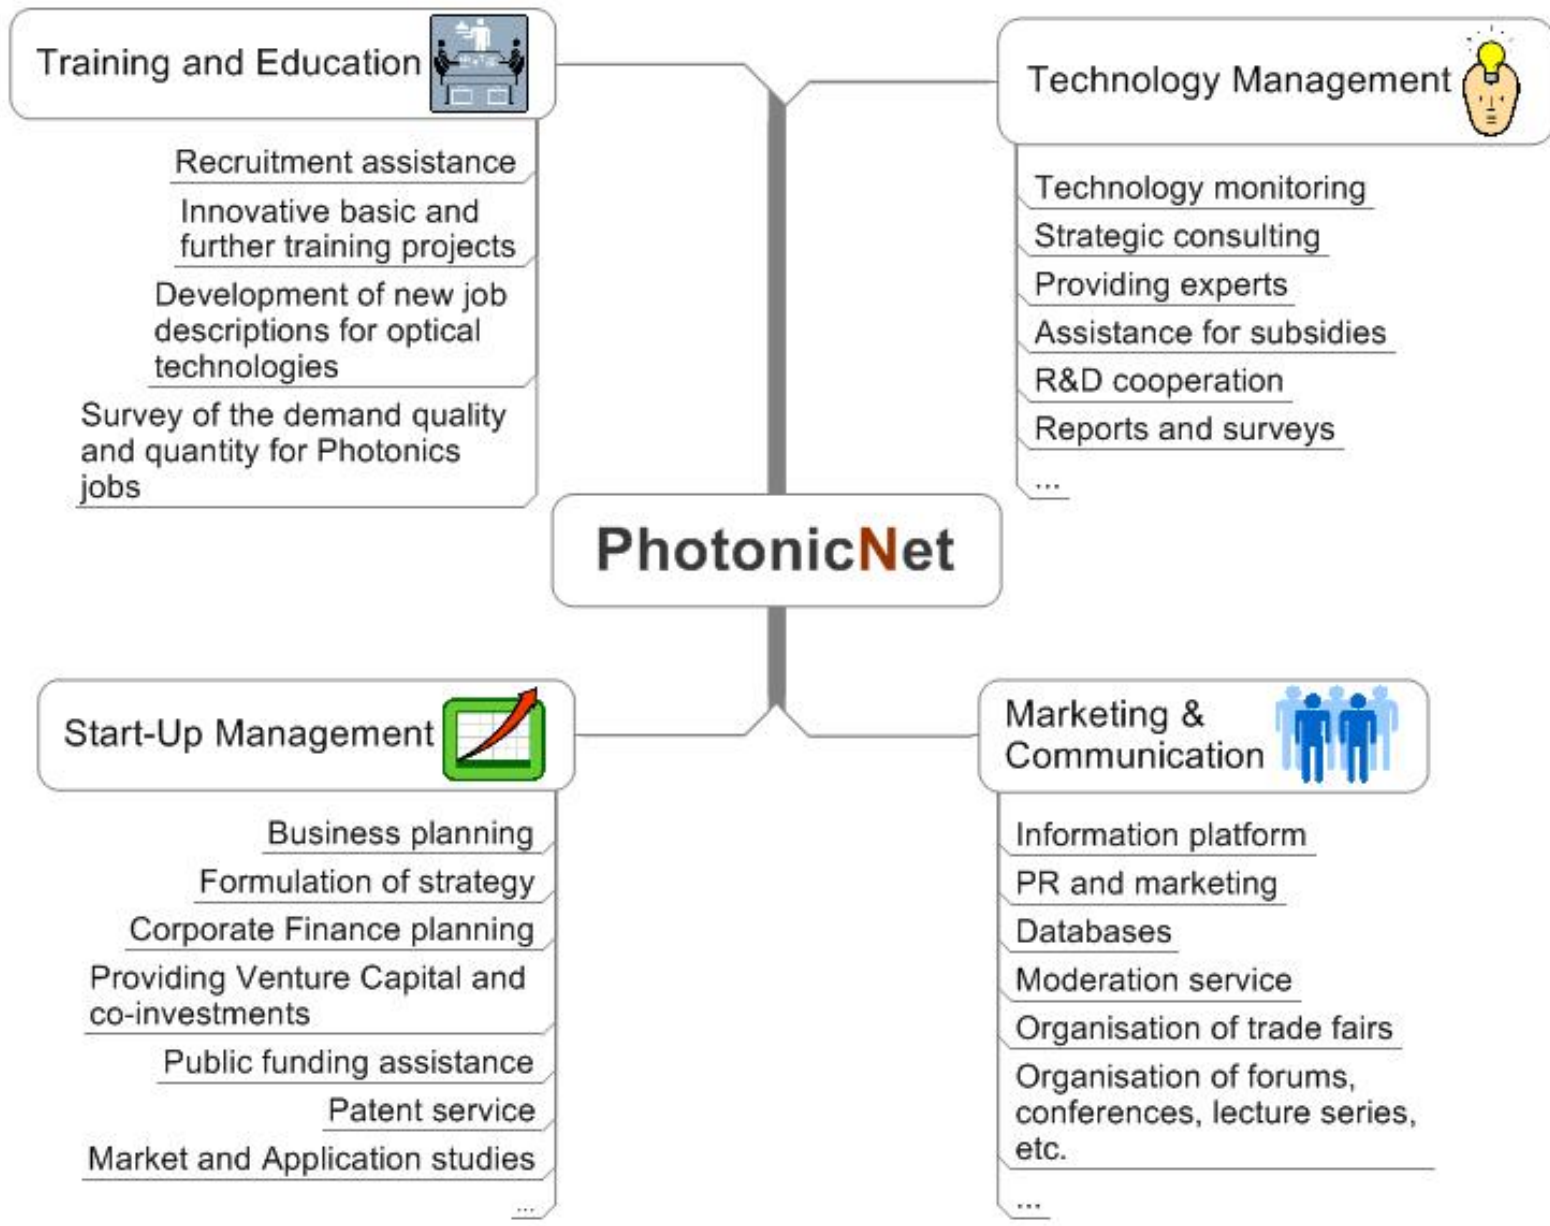 Training and Education
Recruitment assistance
Innovative basic and
further training projects
Development of new job
descriptions for optical
technologies
Survey of the demand quality
and quantity for Photonics
jobs
Technology Management
Technology monitoring
Strategic consulting
Providing experts
Assistance for subsidies
R&D cooperation
Reports and surveys
...
PhotonicNet
Start-Up Management
Business planning
Formulation of strategy
Corporate Finance planning
Providing Venture Capital and
co-investments
Public funding assistance
Patent service
Market and Application studies
...
Marketing &
Communication
Information platform
PR and marketing
Databases
Moderation service
Organisation of trade fairs
Organisation of forums,
conferences, lecture series,
etc.
...